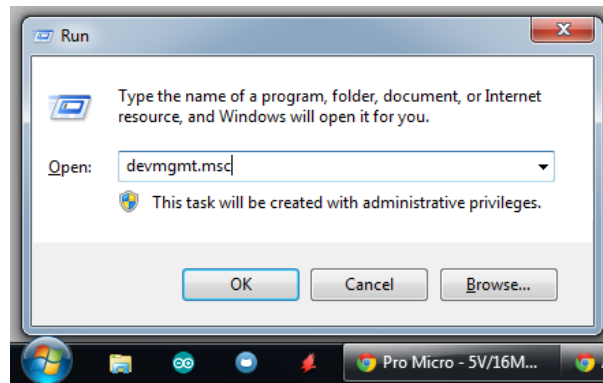 Run
Type the name of a program, folder, document, or Internet
resource, and Windows will open it for you.
Open: devmgmt.msc
This task will be created with administrative privileges.
OK Cancel Browse...
Pro Micro - 5V/16M...